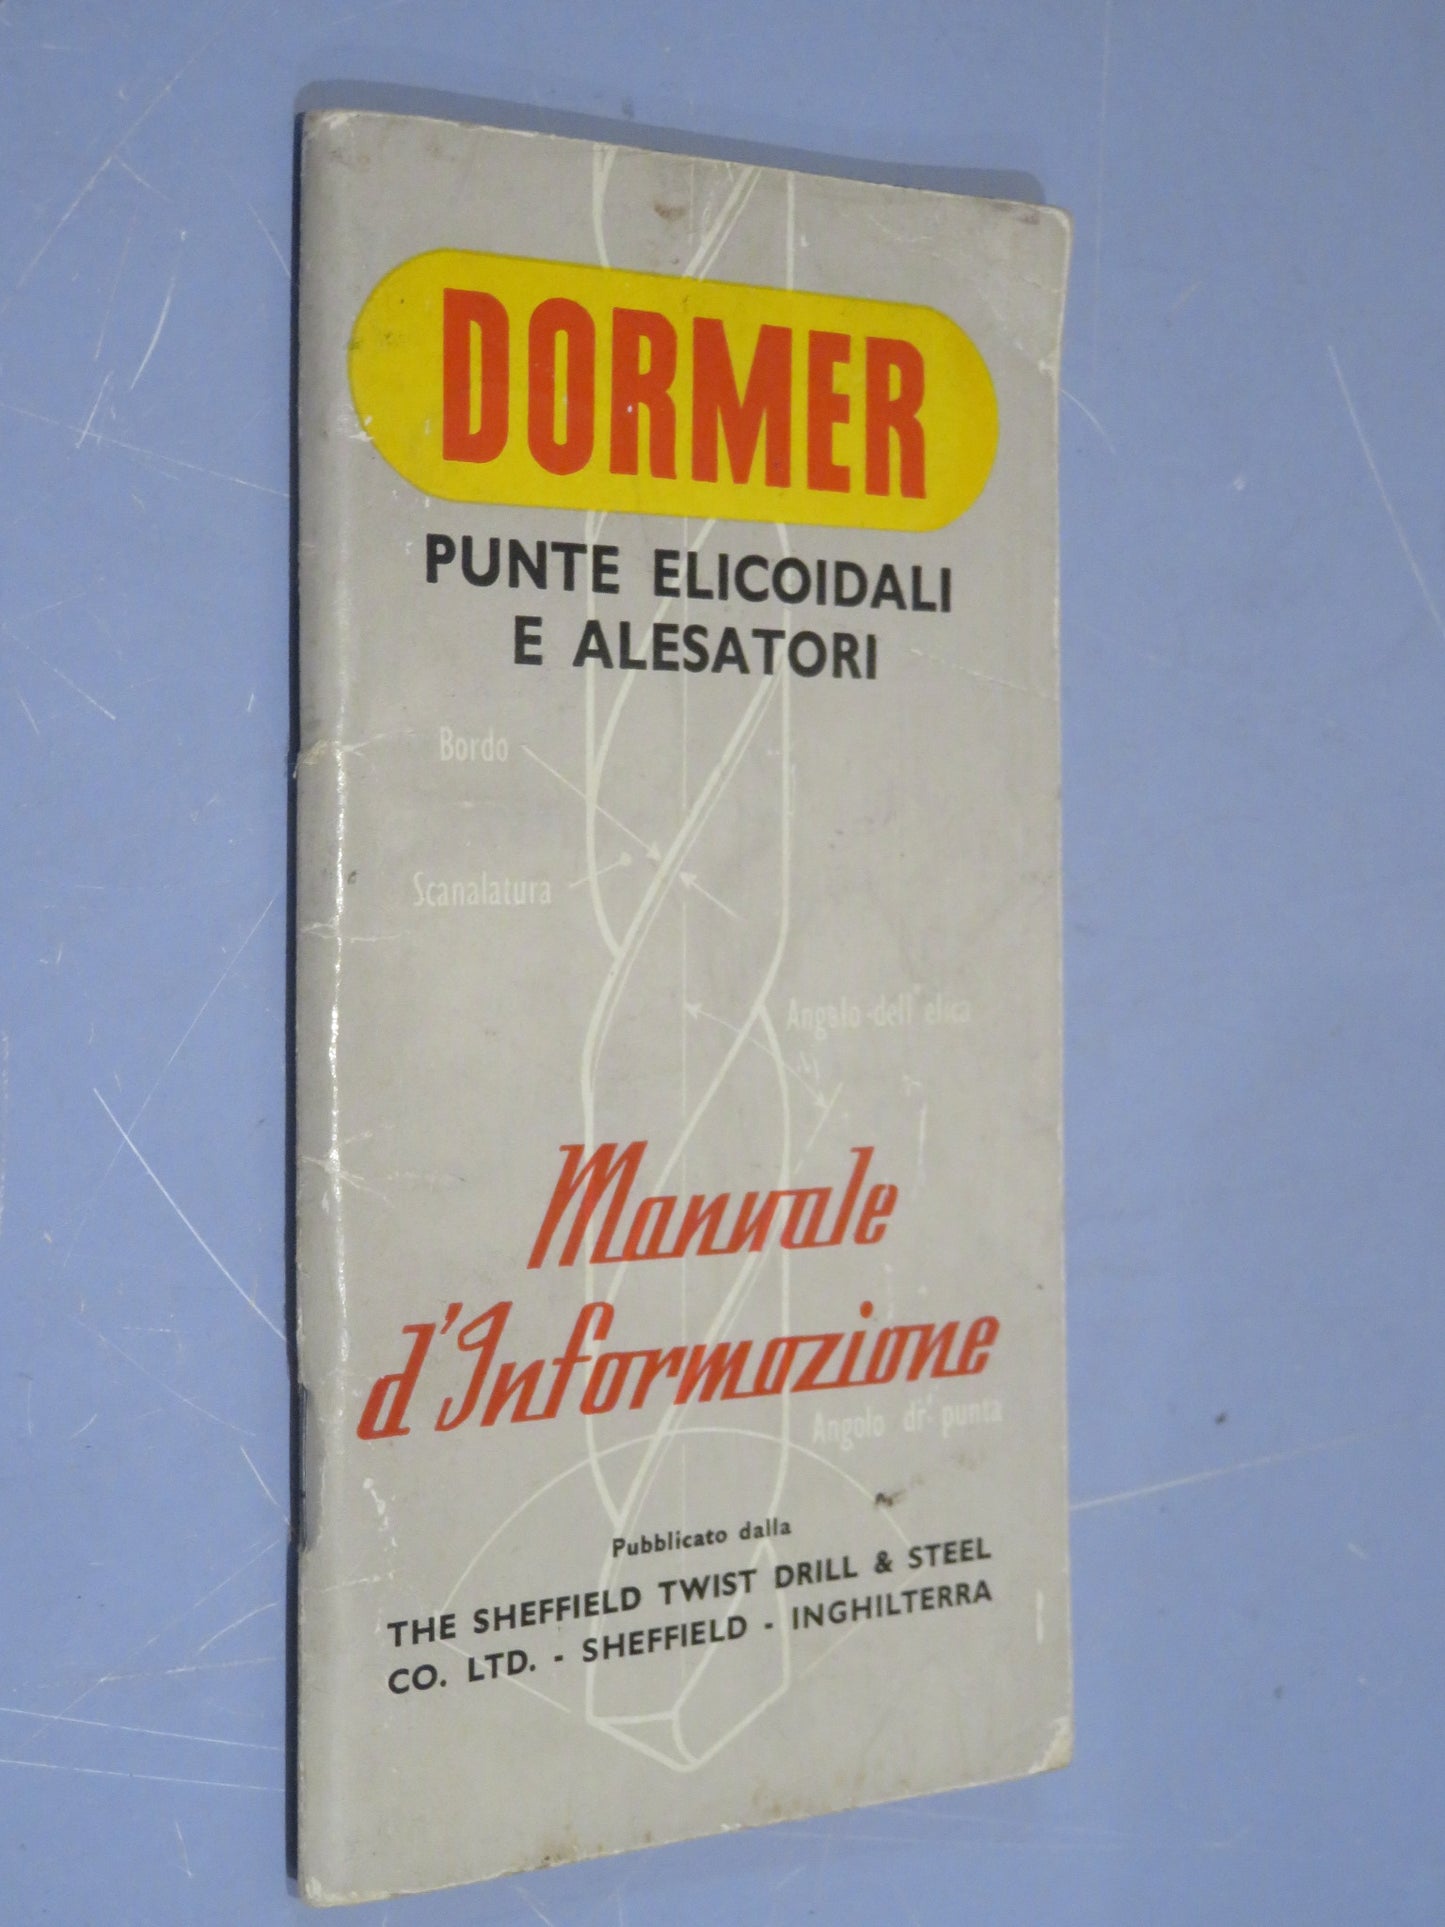 DORMER
PUNTE ELICOIDALI
E ALESATORI
Bordo
Scanalatura
Angolo dell'elica
Manuale
d'Informazione
Angolo di punta
Pubblicato dalla
THE SHEFFIELD TWIST DRILL & STEEL
CO. LTD. - SHEFFIELD - INGHILTERRA